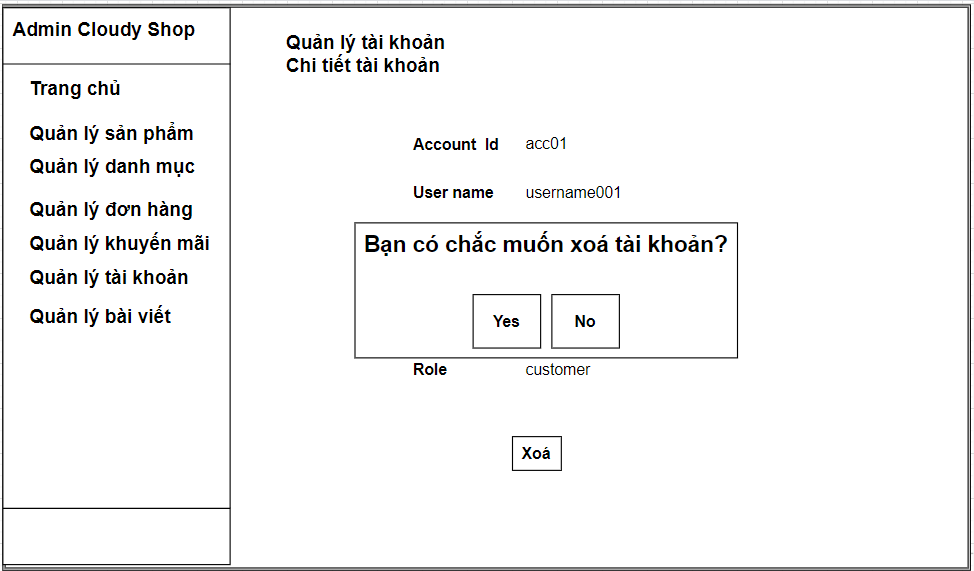 Admin Cloudy Shop
Trang chủ
Quản lý sản phẩm
Quản lý danh mục
Quản lý đơn hàng
Quản lý khuyến mãi
Quản lý tài khoản
Quản lý bài viết
Quản lý tài khoản
Chi tiết tài khoản
Account Id acc01
User name username001
Bạn có chắc muốn xoá tài khoản?
Yes No
Role customer
Xoá